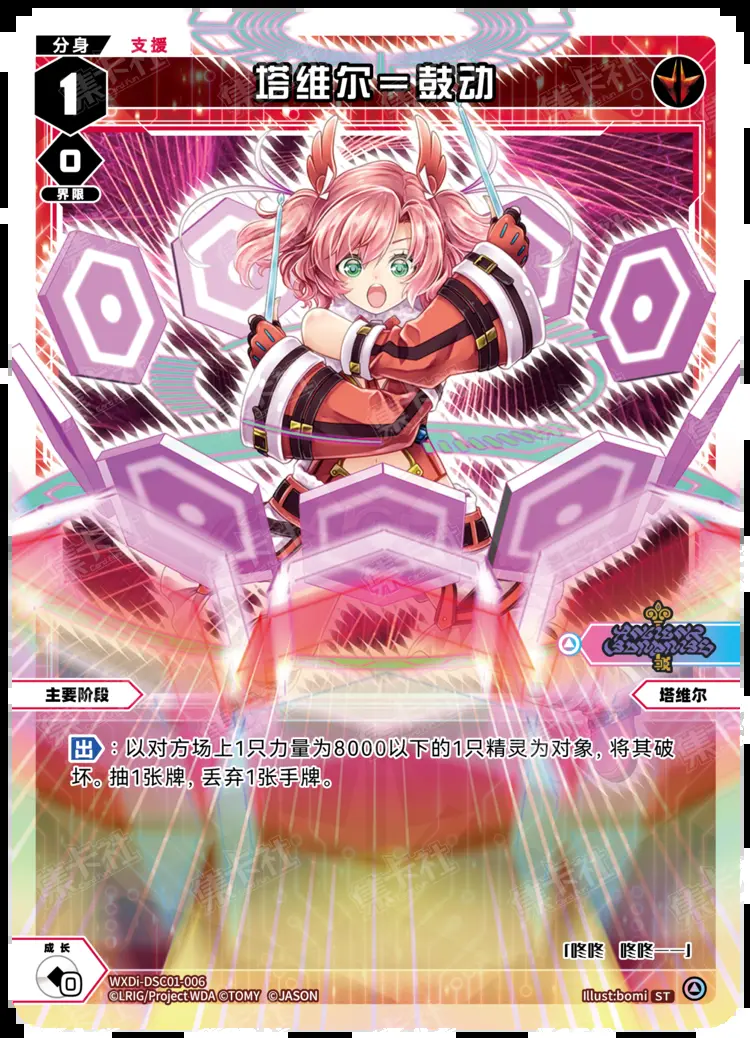 分身 支援
1
塔维尔＝鼓动
0
界限
主要阶段
塔维尔
出：以对方场上1只力量为8000以下的1只精灵为对象，将其破
坏。抽1张牌，丢弃1张手牌。
「咚咚 咚咚——」
成长
0
WXDi-DSC01-006
©LRIG/Project WDA ©TOMY ©JASON
Illust:bomi ST
集卡社